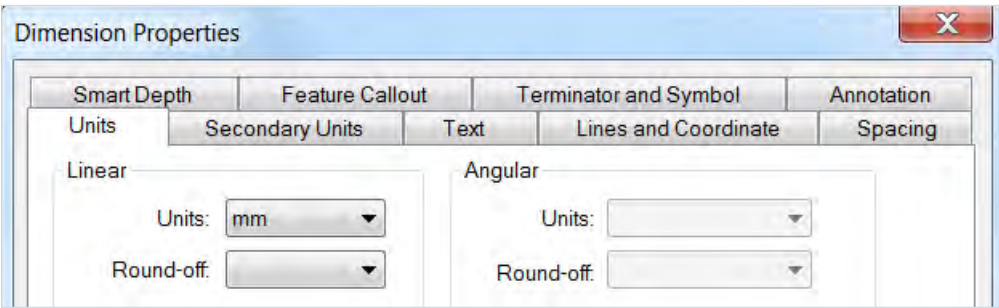 Dimension Properties
Smart Depth Feature Callout Terminator and Symbol Annotation
Units Secondary Units Text Lines and Coordinate Spacing
Linear Angular
Units: mm Units:
Round-off: Round-off: